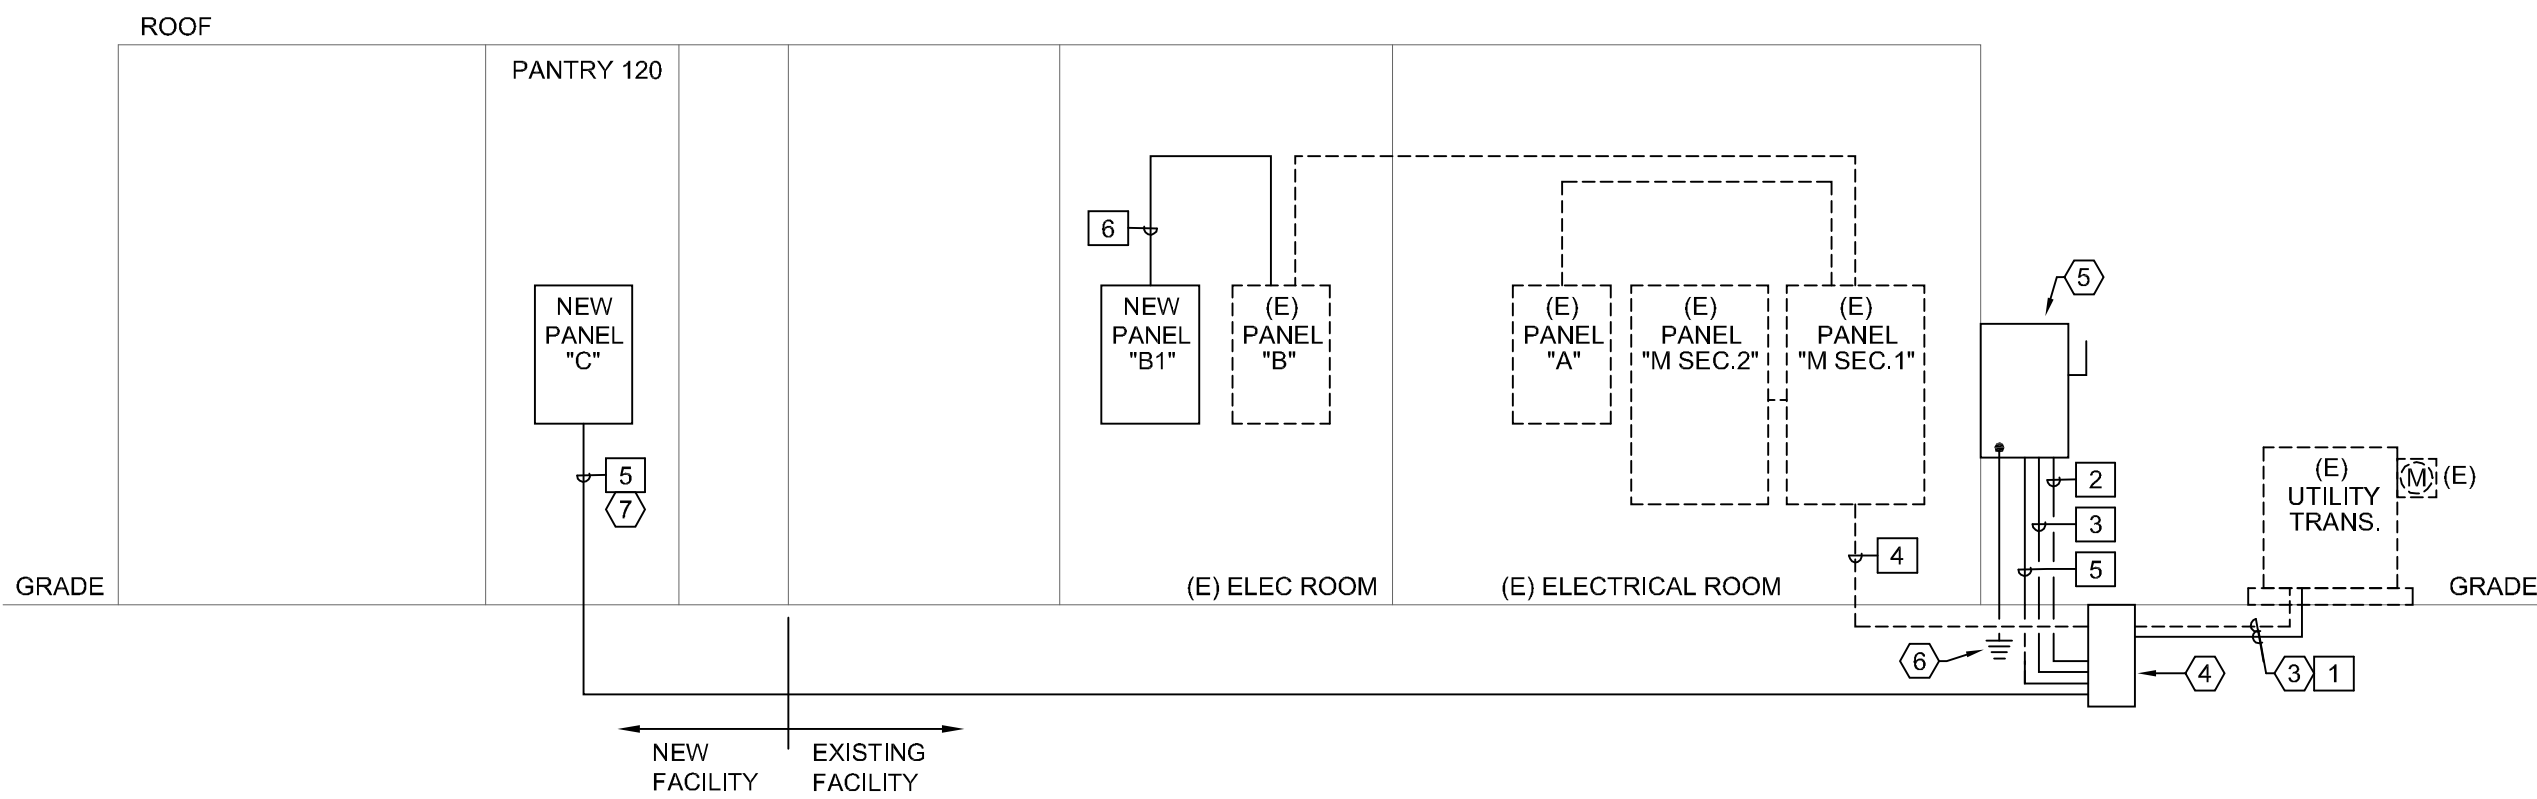 ROOF
PANTRY 120
6
5
NEW
PANEL
"C"
NEW
PANEL
"B1"
(E)
PANEL
"B"
(E)
PANEL
"A"
(E)
PANEL
"M SEC.2"
(E)
PANEL
"M SEC.1"
5
7
2
3
5
4
(E)
UTILITY
TRANS.
M
(E)
GRADE
(E) ELEC ROOM
(E) ELECTRICAL ROOM
GRADE
6
4
3
1
NEW
FACILITY
EXISTING
FACILITY